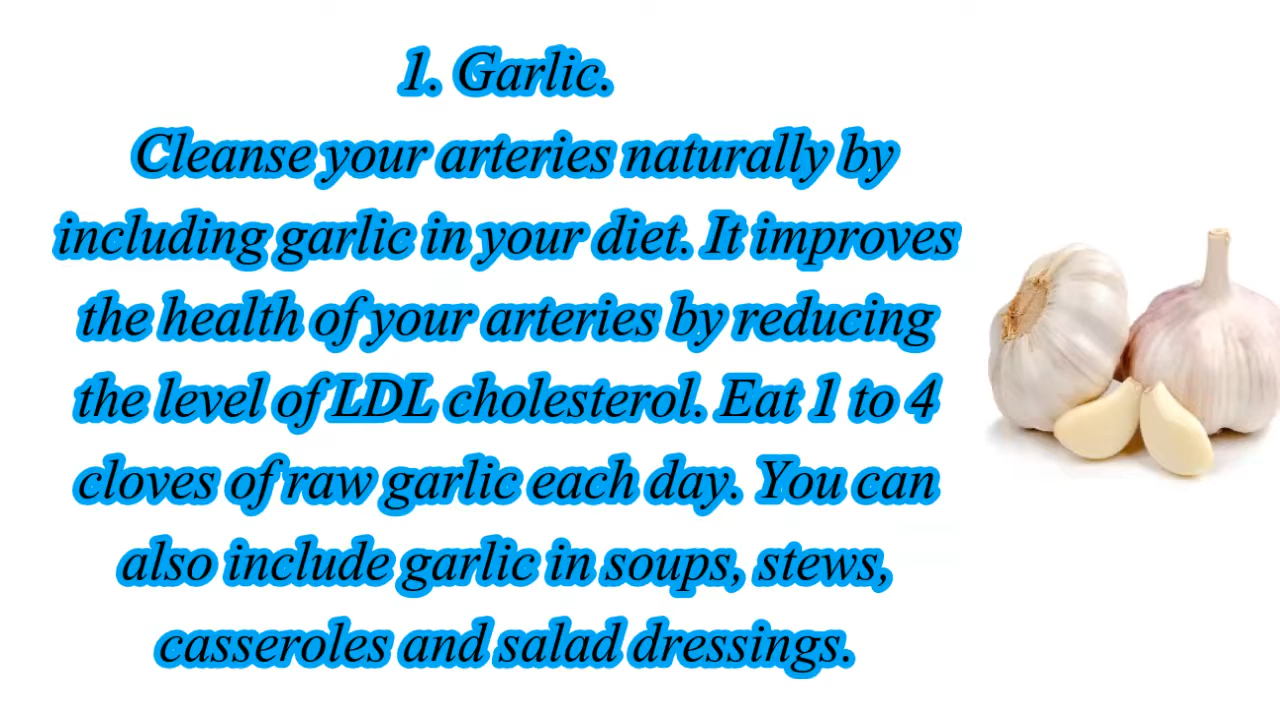 1. Garlic.
Cleanse your arteries naturally by
including garlic in your diet. It improves
the health of your arteries by reducing
the level of LDL cholesterol. Eat 1 to 4
cloves of raw garlic each day. You can
also include garlic in soups, stews,
casseroles and salad dressings.